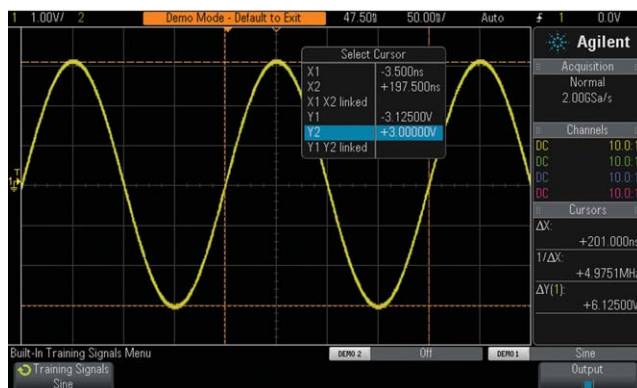 1 1.00V/ 2 Demo Mode - Default to Exit 47.50s 50.00s/ Auto 1 0.0V
Select Cursor
X1 -3.500ns
X2 +197.500ns
X1 X2 linked
Y1 -3.12500V
Y2 +3.00000V
Y1 Y2 linked
Agilent
Acquisition
Normal
2.00GSa/s
Channels
DC 10.0:1
DC 10.0:1
DC 10.0:1
DC 10.0:1
Cursors
ΔX:
+201.000ns
1/ΔX:
+4.9751MHz
ΔY(1):
+6.12500V
T
1
Built-In Training Signals Menu
DEMO 2 Off DEMO 1 Sine
Training Signals
Sine
Output